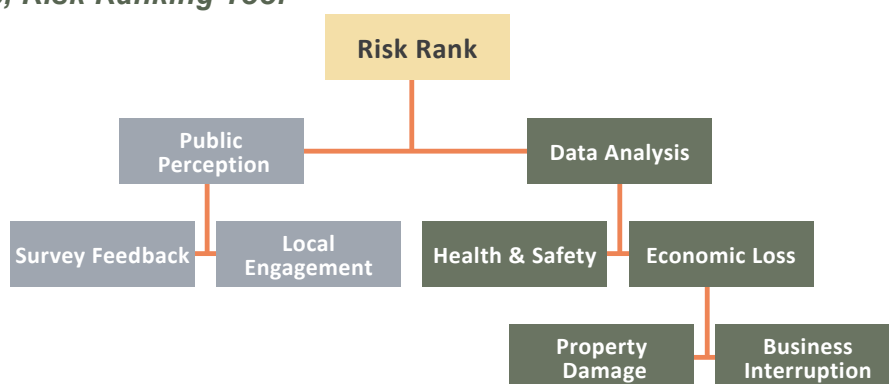 Risk Ranking Tool
Risk Rank
Public
Perception
Data Analysis
Survey Feedback
Local
Engagement
Health & Safety
Economic Loss
Property
Damage
Business
Interruption